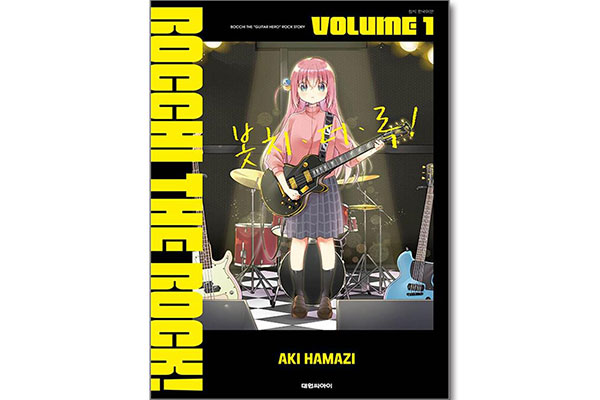 BOCCHI THE "GUITAR HERO" ROCK STORY
VOLUME 1
BOCCHI THE ROCK!
봇치 더 록!
AKI HAMAZI
대원씨아이